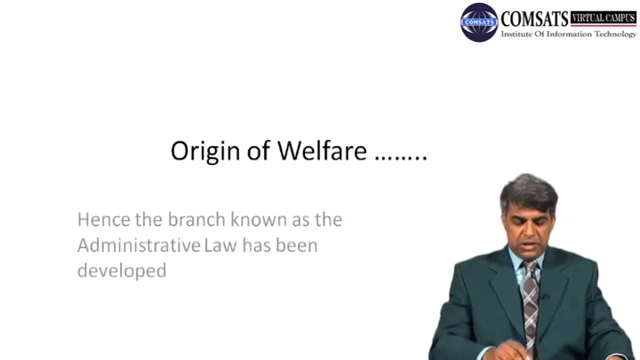 COMSATS VIRTUAL CAMPUS
Institute Of Information Technology
COMSATS
Origin of Welfare ........
Hence the branch known as the
Administrative Law has been
developed